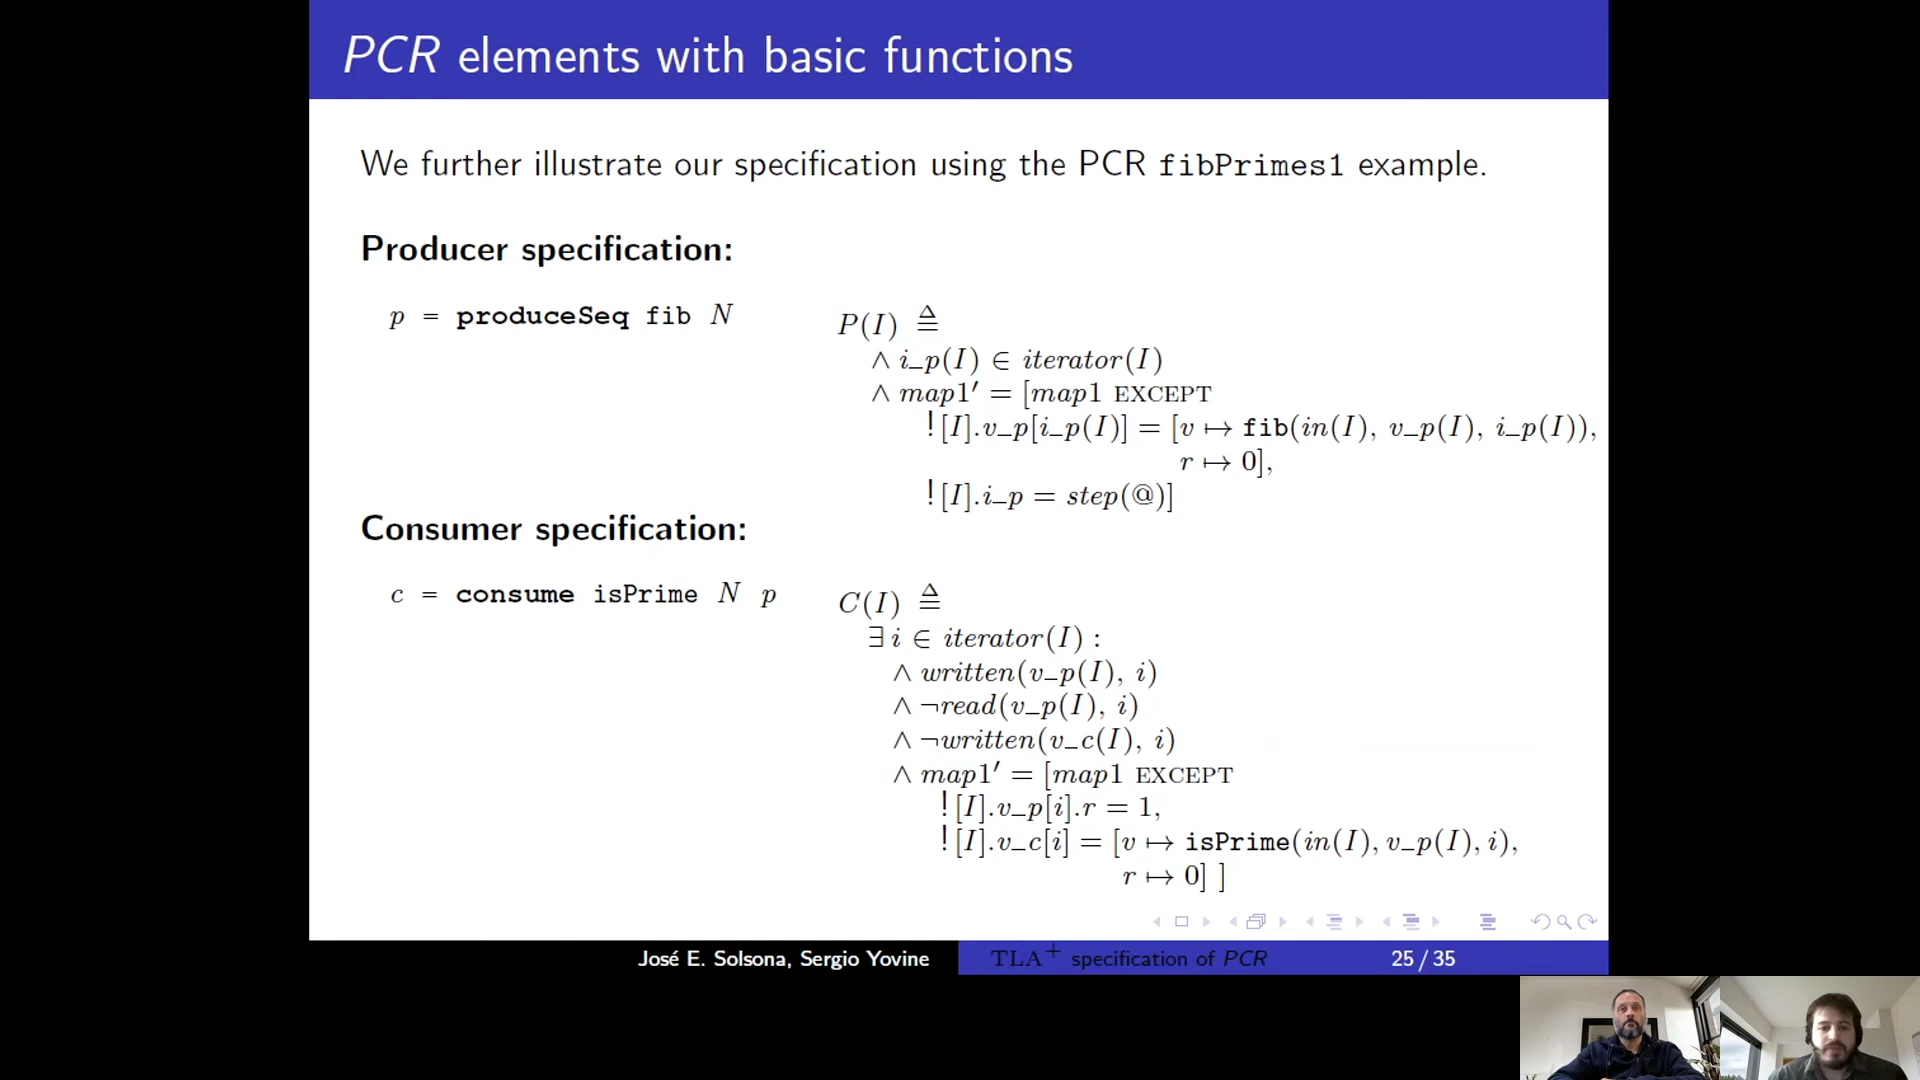 PCR elements with basic functions
We further illustrate our specification using the PCR fibPrimes1 example.
Producer specification:
p = produceSeq fib N
P(I) ≜
∧ i_p(I) ∈ iterator(I)
∧ map1′ = [map1 EXCEPT
![I].v_p[i_p(I)] = [v ↦ fib(in(I), v_p(I), i_p(I)),
r ↦ 0],
![I].i_p = step(@)]
Consumer specification:
c = consume isPrime N p
C(I) ≜
∃ i ∈ iterator(I) :
∧ written(v_p(I), i)
∧ ¬read(v_p(I), i)
∧ ¬written(v_c(I), i)
∧ map1′ = [map1 EXCEPT
![I].v_p[i].r = 1,
![I].v_c[i] = [v ↦ isPrime(in(I), v_p(I), i),
r ↦ 0] ]
José E. Solsona, Sergio Yovine
TLA+ specification of PCR
25 / 35